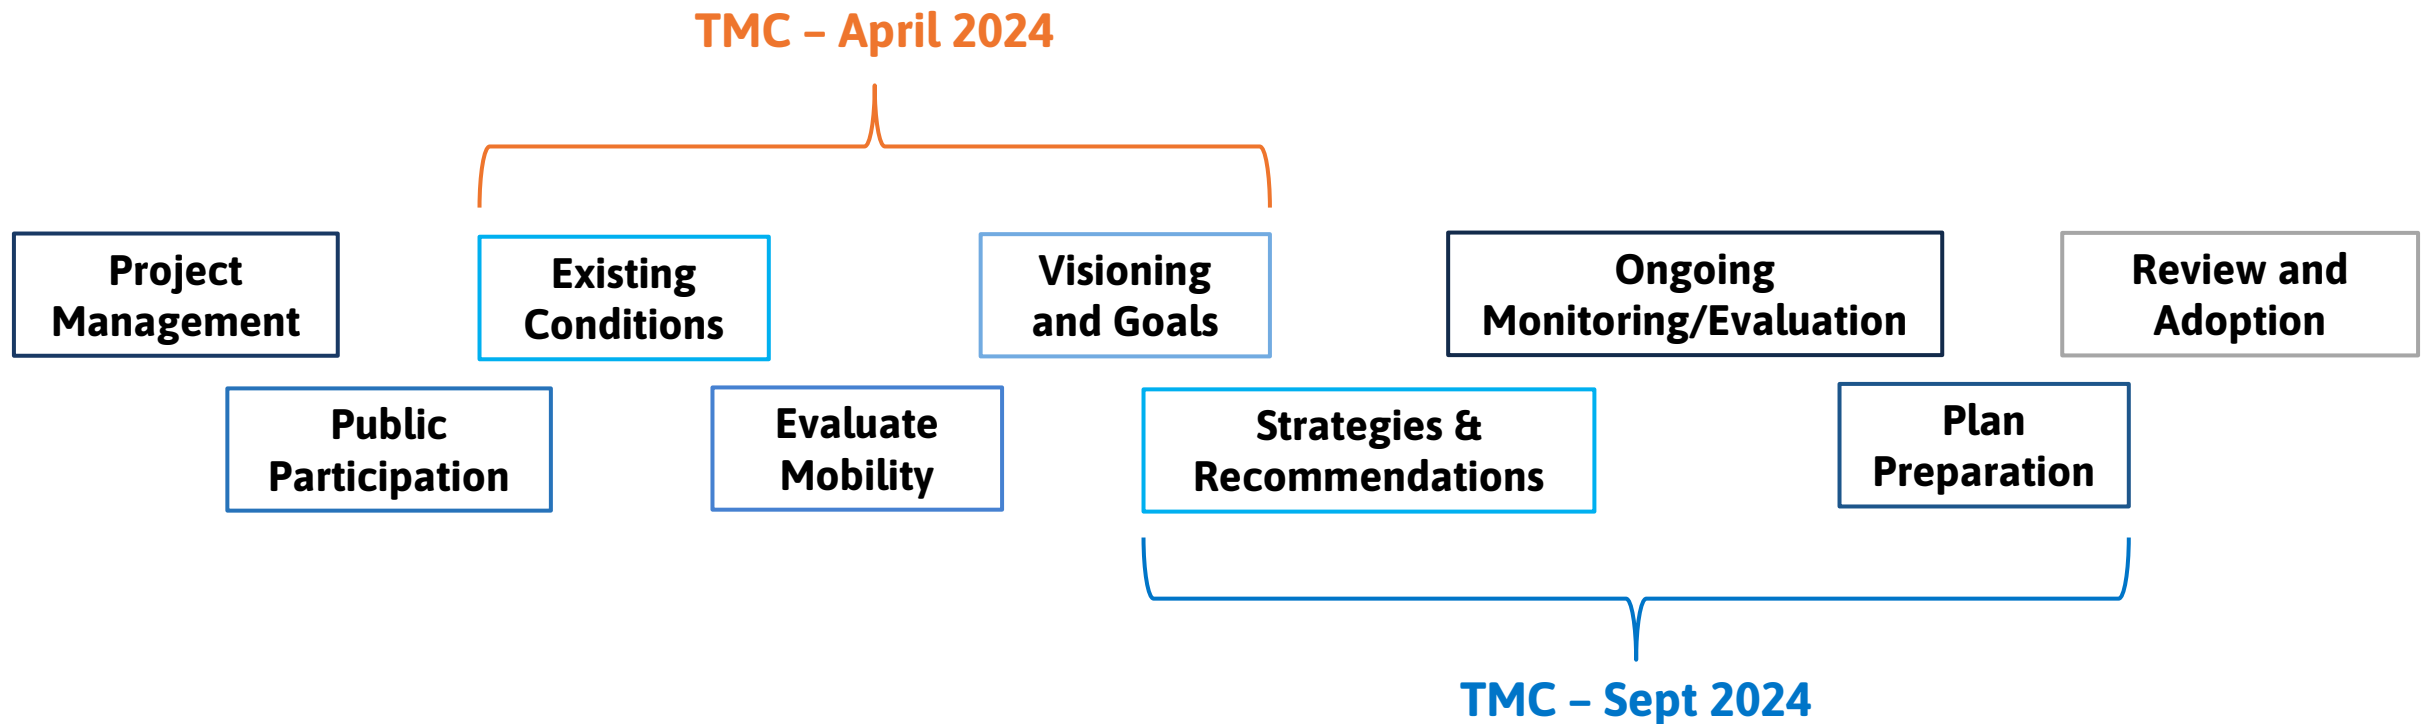 TMC – April 2024
Project
Management
Existing
Conditions
Visioning
and Goals
Ongoing
Monitoring/Evaluation
Review and
Adoption
Public
Participation
Evaluate
Mobility
Strategies &
Recommendations
Plan
Preparation
TMC – Sept 2024